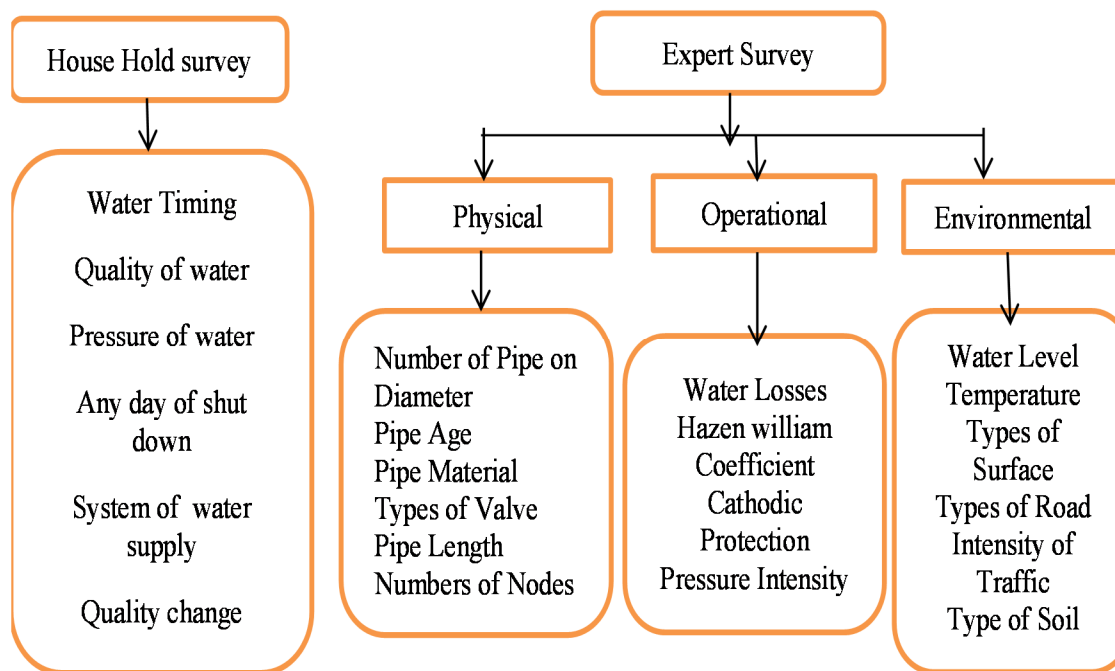 House Hold survey
Water Timing
Quality of water
Pressure of water
Any day of shut
down
System of water
supply
Quality change
Expert Survey
Physical
Operational
Environmental
Number of Pipe on
Diameter
Pipe Age
Pipe Material
Types of Valve
Pipe Length
Numbers of Nodes
Water Losses
Hazen william
Coefficient
Cathodic
Protection
Pressure Intensity
Water Level
Temperature
Types of
Surface
Types of Road
Intensity of
Traffic
Type of Soil